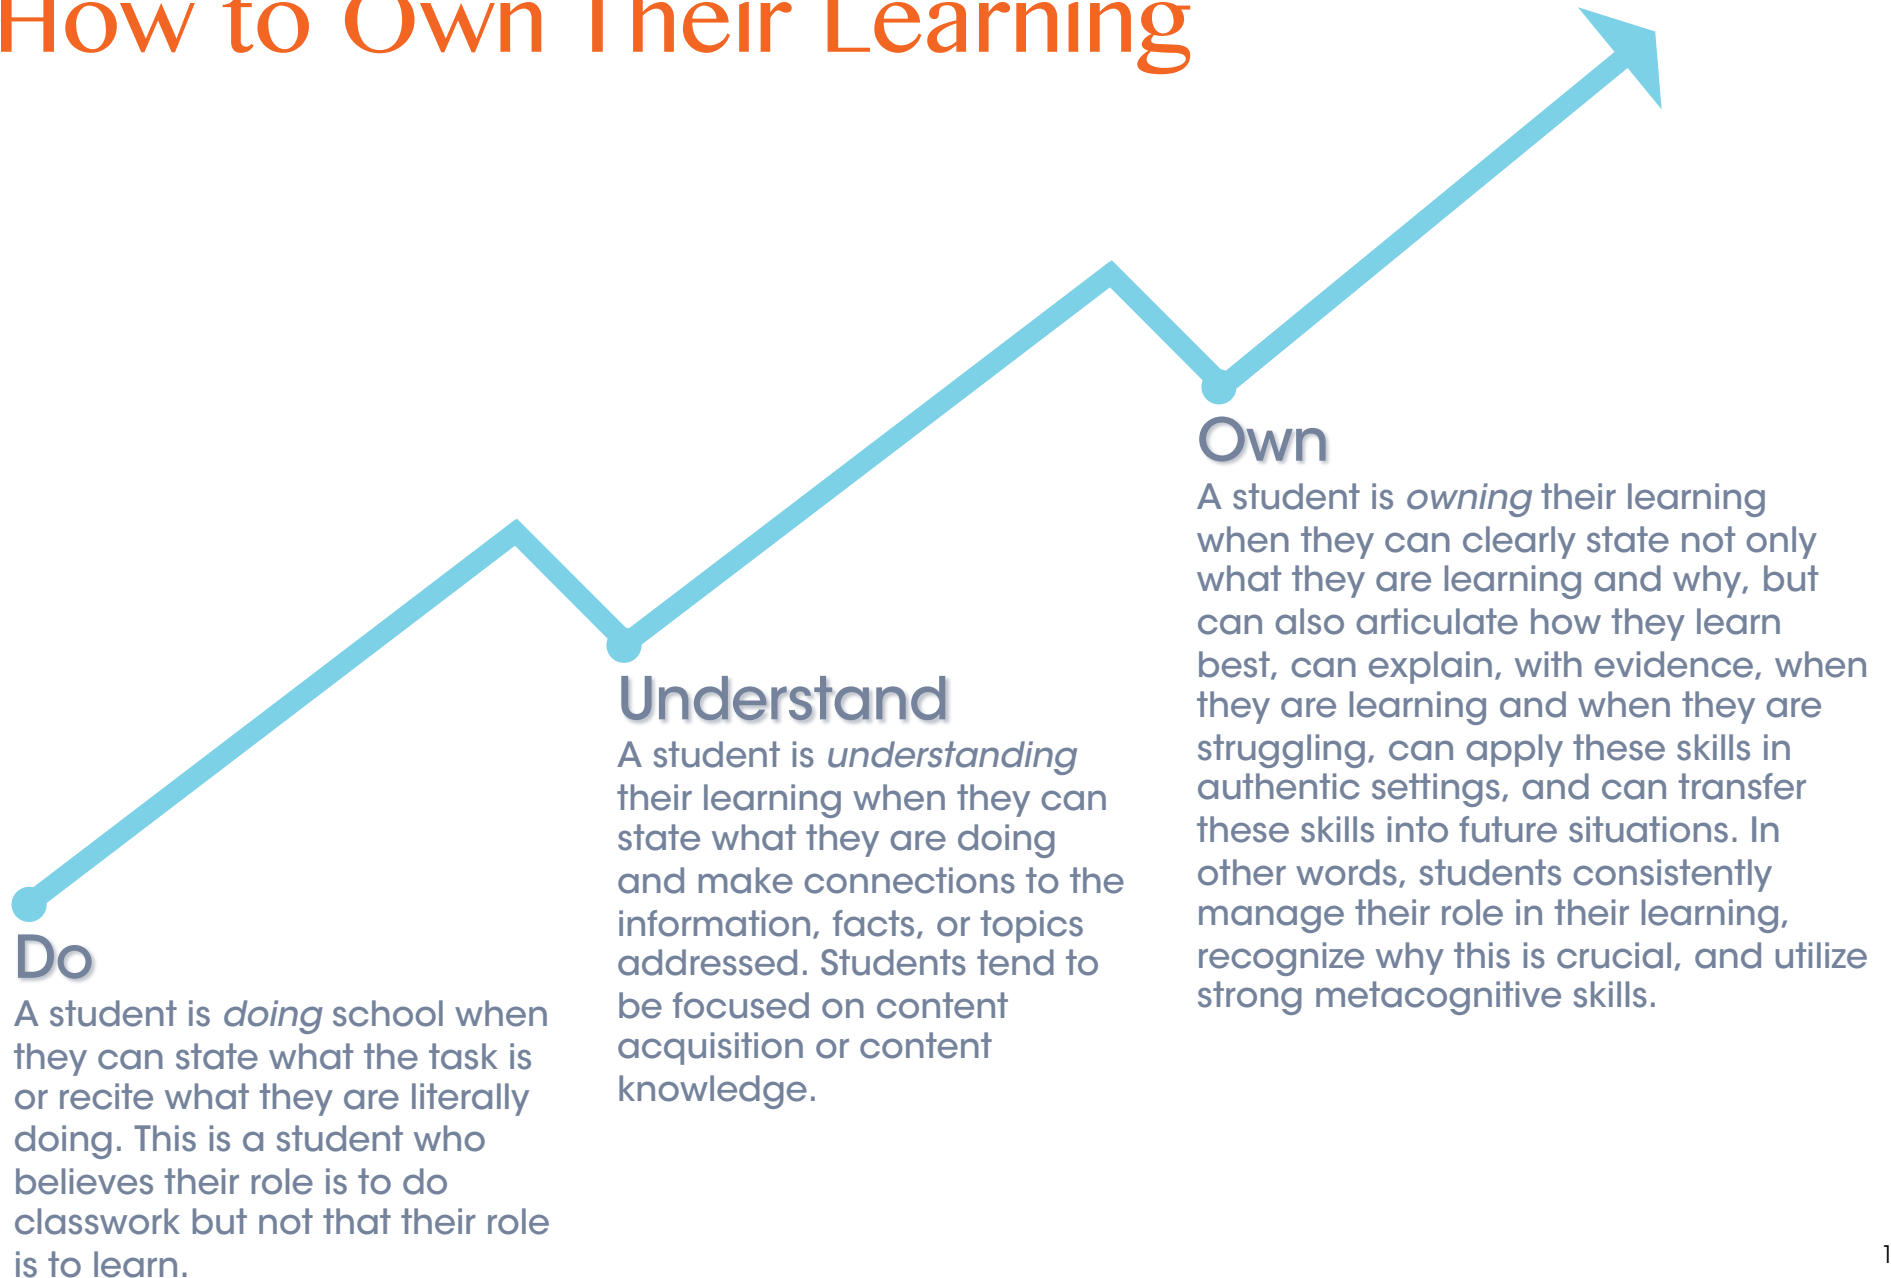 How to Own Their Learning
Own
A student is owning their learning
when they can clearly state not only
what they are learning and why, but
can also articulate how they learn
best, can explain, with evidence, when
they are learning and when they are
struggling, can apply these skills in
authentic settings, and can transfer
these skills into future situations. In
other words, students consistently
manage their role in their learning,
recognize why this is crucial, and utilize
strong metacognitive skills.
Understand
A student is understanding
their learning when they can
state what they are doing
and make connections to the
information, facts, or topics
addressed. Students tend to
be focused on content
acquisition or content
knowledge.
Do
A student is doing school when
they can state what the task is
or recite what they are literally
doing. This is a student who
believes their role is to do
classwork but not that their role
is to learn.
1